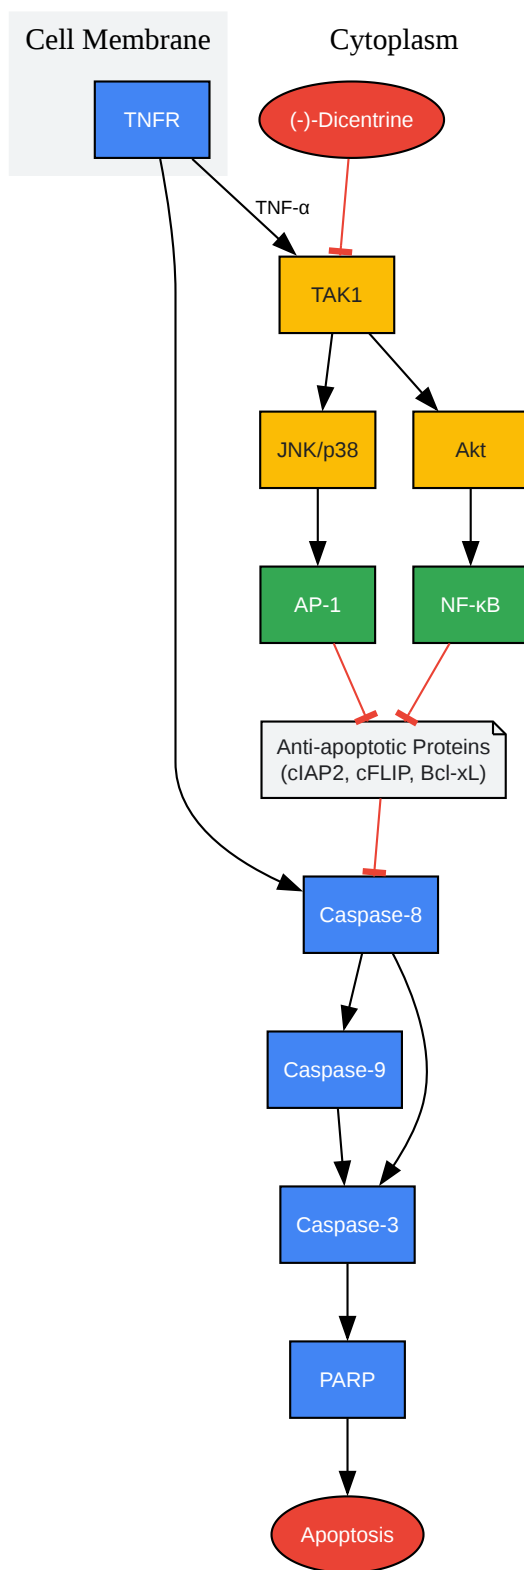 Cell Membrane
Cytoplasm
TNFR
(-)-Dicentrine
TNF-α
TAK1
JNK/p38
Akt
AP-1
NF-κB
Anti-apoptotic Proteins
(cIAP2, cFLIP, Bcl-xL)
Caspase-8
Caspase-9
Caspase-3
PARP
Apoptosis